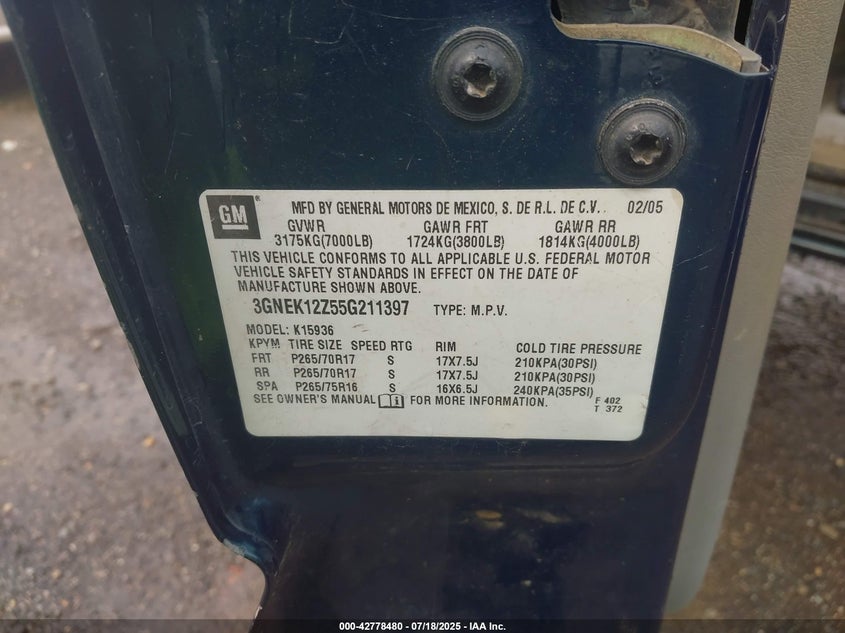 GM ®
MFD BY GENERAL MOTORS DE MEXICO, S. DE R.L. DE C.V. 02/05
GVWR GAWR FRT GAWR RR
3175KG(7000LB) 1724KG(3800LB) 1814KG(4000LB)
THIS VEHICLE CONFORMS TO ALL APPLICABLE U.S. FEDERAL MOTOR
VEHICLE SAFETY STANDARDS IN EFFECT ON THE DATE OF
MANUFACTURE SHOWN ABOVE.
3GNEK12Z55G211397 TYPE: M.P.V.
MODEL: K15936
KPYM TIRE SIZE SPEED RTG RIM COLD TIRE PRESSURE
FRT P265/70R17 S 17X7.5J 210KPA(30PSI)
RR P265/70R17 S 17X7.5J 210KPA(30PSI)
SPA P265/75R16 S 16X6.5J 240KPA(35PSI)
SEE OWNER'S MANUAL i FOR MORE INFORMATION. F 402
T 372
000-42778480 - 07/18/2025 - IAA Inc.